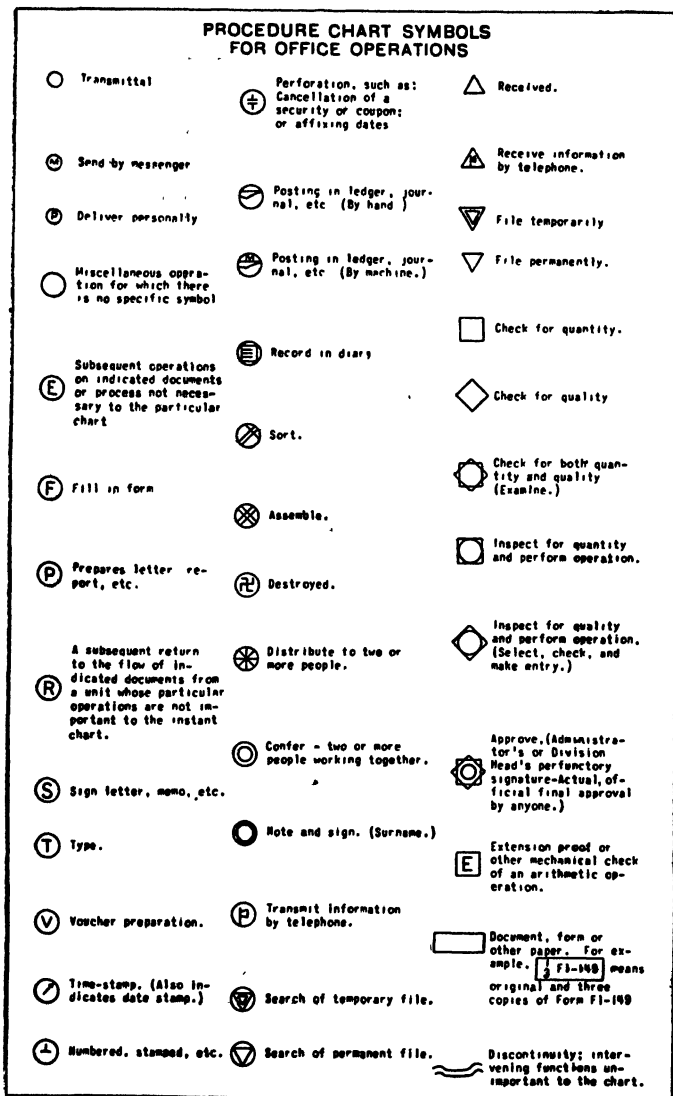 PROCEDURE CHART SYMBOLS
FOR OFFICE OPERATIONS
Transmittal
M Send by messenger
P Deliver personally
Miscellaneous opera-
tion for which there
is no specific symbol
E Subsequent operations
on indicated documents
or process not neces-
sary to the particular
chart
F Fill in form
P Prepares letter re-
port, etc.
R A subsequent return
to the flow of in-
dicated documents from
a unit whose particular
operations are not im-
portant to the instant
chart.
S Sign letter, memo, etc.
T Type.
V Voucher preparation.
Time-stamp. (Also in-
dicates date stamp.)
Numbered, stamped, etc.
Perforation, such as:
Cancellation of a
security or coupon;
or affixing dates
Posting in ledger, jour-
nal, etc (By hand )
M Posting in ledger, jour-
nal, etc (By machine.)
Record in diary
Sort.
Assemble.
Destroyed.
Distribute to two or
more people.
Confer - two or more
people working together.
Note and sign. (Surname.)
Transmit information
by telephone.
Search of temporary file.
Search of permanent file.
Received.
Receive information
by telephone.
File temporarily
File permanently.
Check for quantity.
Check for quality
Check for both quan-
tity and quality
(Examine.)
Inspect for quantity
and perform operation.
Inspect for quality
and perform operation.
(Select, check, and
make entry.)
Approve.(Administra-
tor's or Division
Head's perfunctory
signature-Actual, of-
ficial final approval
by anyone.)
E Extension proof or
other mechanical check
of an arithmetic op-
eration.
Document, form or
other paper. For ex-
ample. F1-149 means
original and three
copies of Form F1-149
Discontinuity; inter-
vening functions un-
important to the chart.